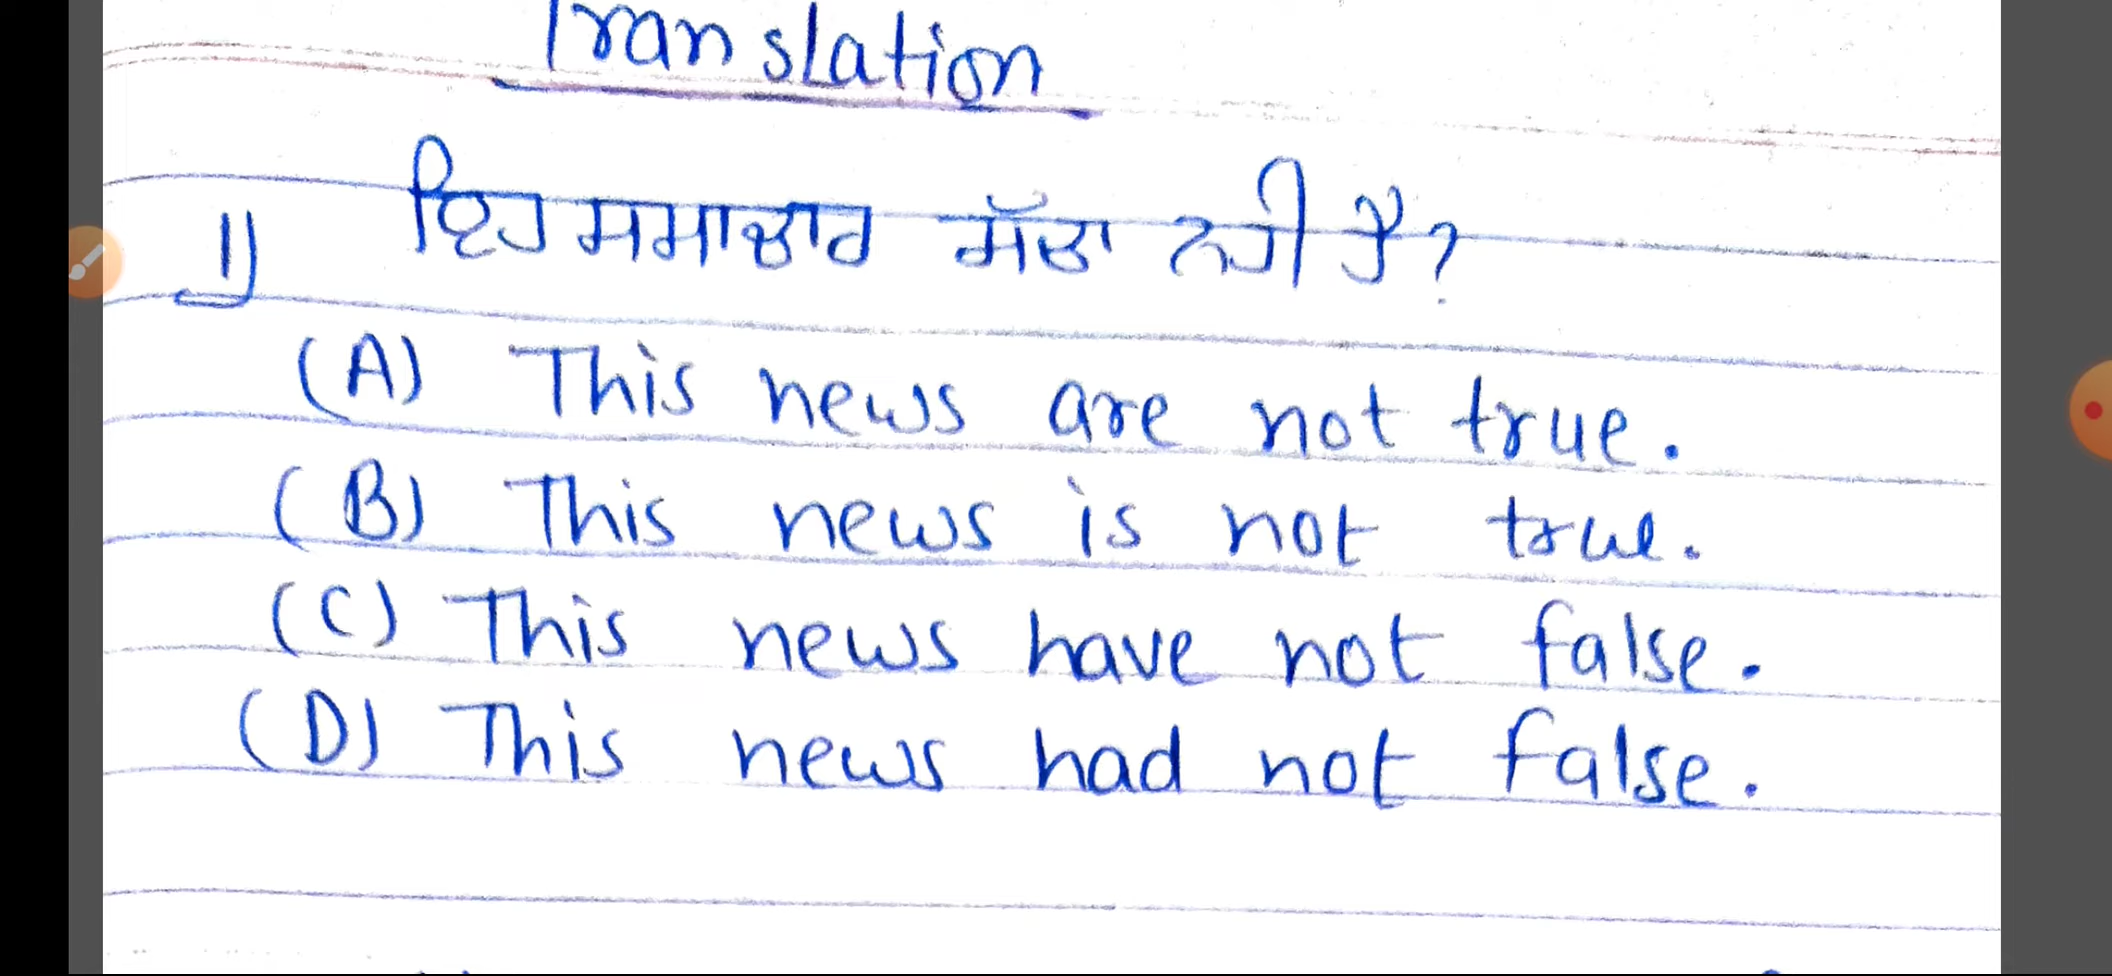 Translation
1) ਇਹ ਸਮਾਚਾਰ ਸੱਚਾ ਨਹੀ ਹੈ?
(A) This news are not true.
(B) This news is not true.
(C) This news have not false.
(D) This news had not false.